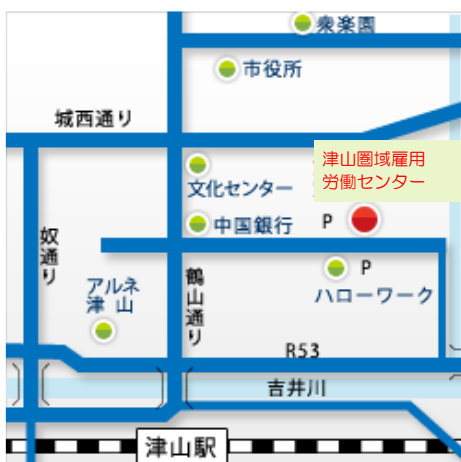 衆楽園
市役所
城西通り
津山圏域雇用
労働センター
文化センター
中国銀行
P
奴通り
鶴山通り
P
ハローワーク
アルネ
津山
R53
吉井川
津山駅